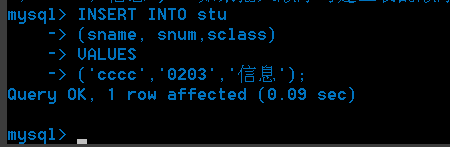 mysql> INSERT INTO stu
-> (sname, snum,sclass)
-> VALUES
-> ('cccc','0203','信息');
Query OK, 1 row affected (0.09 sec)
mysql>